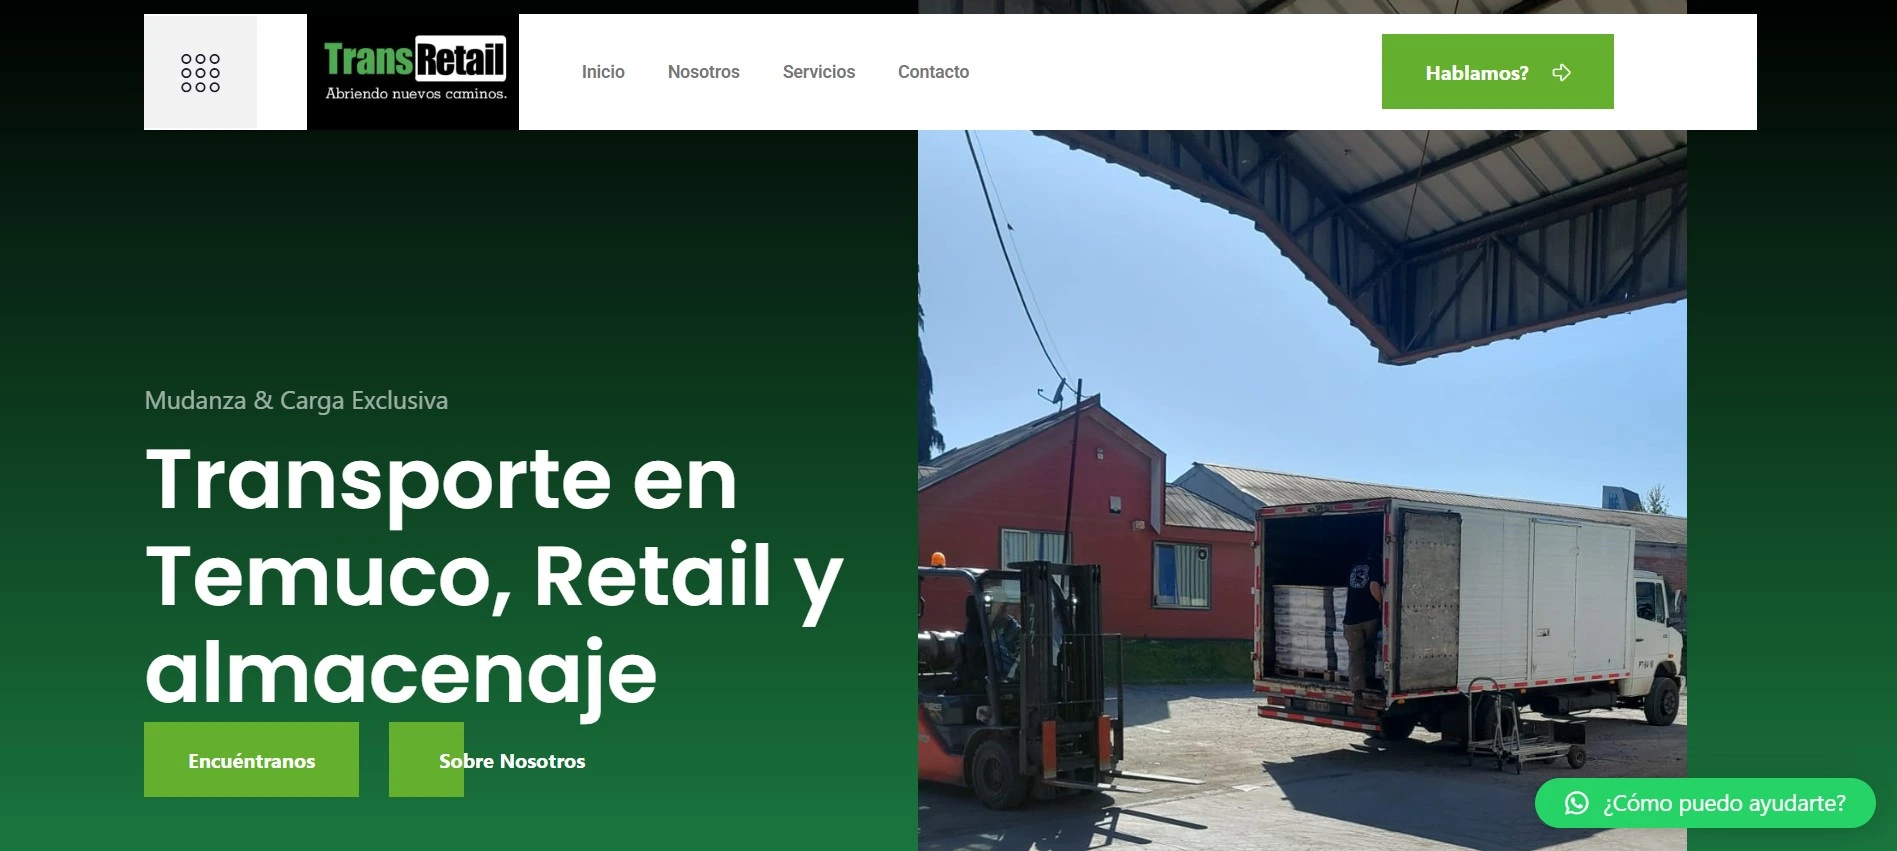 TransRetail
Abriendo nuevos caminos.
Inicio
Nosotros
Servicios
Contacto
Hablamos?
Mudanza & Carga Exclusiva
Transporte en
Temuco, Retail y
almacenaje
Encuéntranos
Sobre Nosotros
¿Cómo puedo ayudarte?